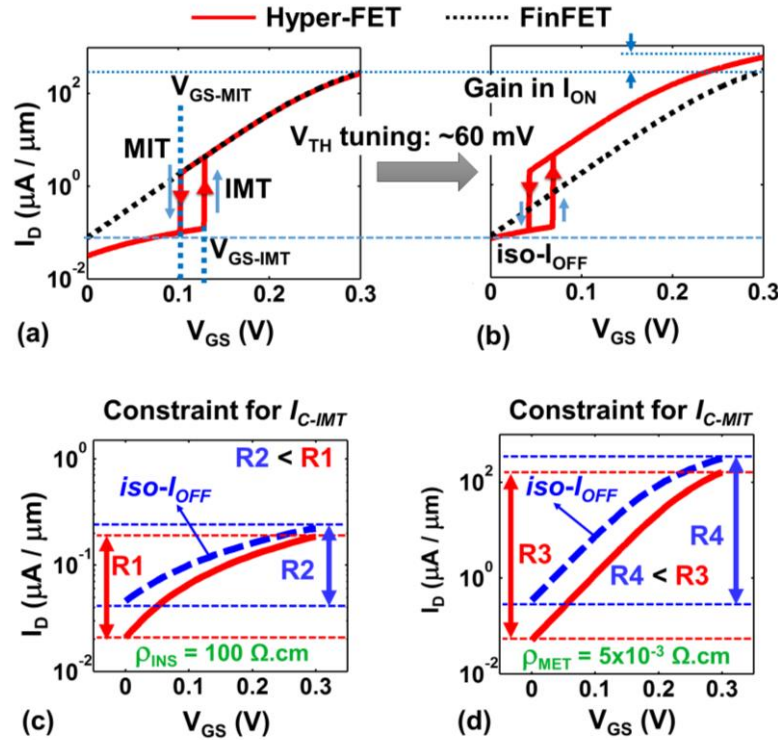 Hyper-FET FinFET
I_D (μA / μm)
10^2
10^0
10^-2
V_GS-MIT
MIT
IMT
V_GS-IMT
0 0.1 0.2 0.3
V_GS (V)
(a)
V_TH tuning: ~60 mV
Gain in I_ON
iso-I_OFF
0 0.1 0.2 0.3
V_GS (V)
(b)
Constraint for I_C-IMT
I_D (μA / μm)
10^0
10^-1
10^-2
R2 < R1
iso-I_OFF
R1
R2
ρ_INS = 100 Ω.cm
0 0.1 0.2 0.3
V_GS (V)
(c)
Constraint for I_C-MIT
I_D (μA / μm)
10^2
10^0
10^-2
iso-I_OFF
R3
R4
R4 < R3
ρ_MET = 5x10^-3 Ω.cm
0 0.1 0.2 0.3
V_GS (V)
(d)